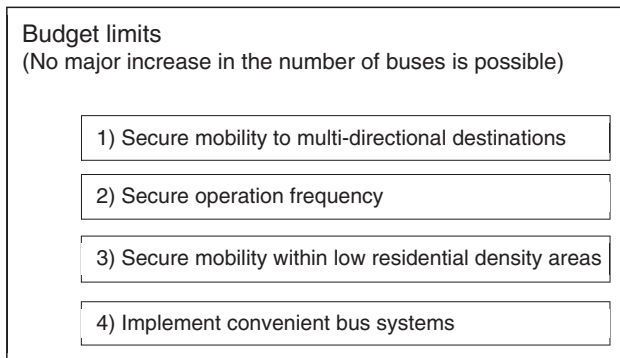 Budget limits
(No major increase in the number of buses is possible)
1) Secure mobility to multi-directional destinations
2) Secure operation frequency
3) Secure mobility within low residential density areas
4) Implement convenient bus systems